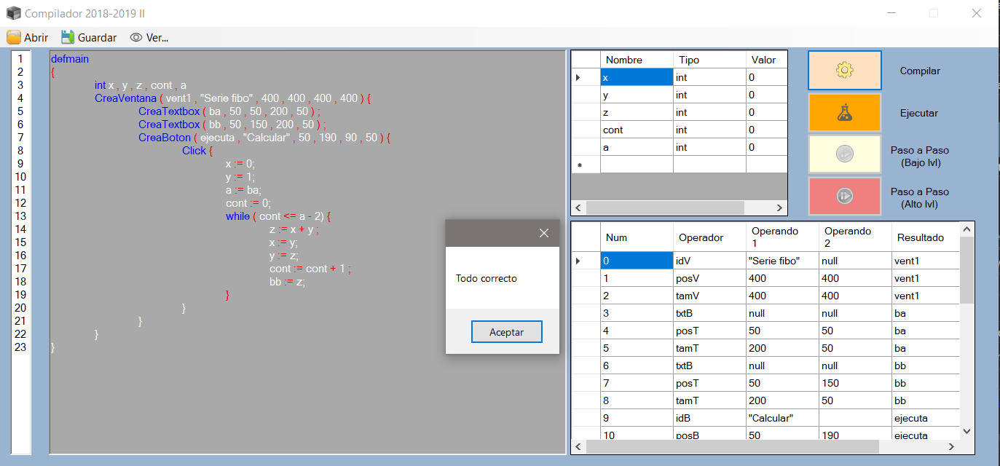 Compilador 2018-2019 II
Abrir Guardar Ver...
1 defmain
2 {
3 int x , y , z , cont , a
4 CreaVentana ( vent1 , "Serie fibo" , 400 , 400 , 400 , 400 ) {
5 CreaTextbox ( ba , 50 , 50 , 200 , 50 ) ;
6 CreaTextbox ( bb , 50 , 150 , 200 , 50 ) ;
7 CreaBoton ( ejecuta , "Calcular" , 50 , 190 , 90 , 50 ) {
8 Click {
9 x := 0;
10 y := 1;
11 a := ba;
12 cont := 0;
13 while ( cont <= a - 2) {
14 z := x + y ;
15 x := y;
16 y := z;
17 cont := cont + 1 ;
18 bb := z;
19 }
20 }
21 }
22 }
23 }
Todo correcto
Aceptar
Nombre Tipo Valor
x int 0
y int 0
z int 0
cont int 0
a int 0
Compilar
Ejecutar
Paso a Paso
(Bajo lvl)
Paso a Paso
(Alto lvl)
Num Operador Operando 1 Operando 2 Resultado
0 idV "Serie fibo" null vent1
1 posV 400 400 vent1
2 tamV 400 400 vent1
3 txtB null null ba
4 posT 50 50 ba
5 tamT 200 50 ba
6 txtB null null bb
7 posT 50 150 bb
8 tamT 200 50 bb
9 idB "Calcular" ejecuta
10 posB 50 190 ejecuta